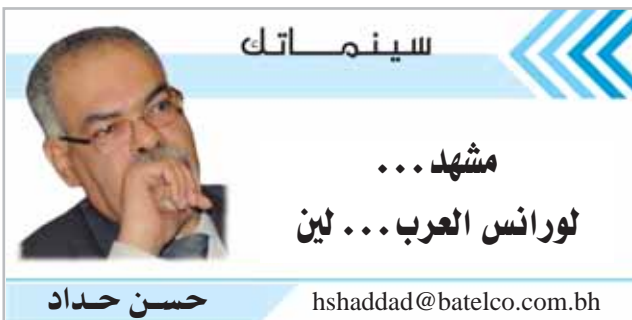 سينماتك
مشهد...
لورانس العرب... لين
حسن حداد
hshaddad@batelco.com.bh